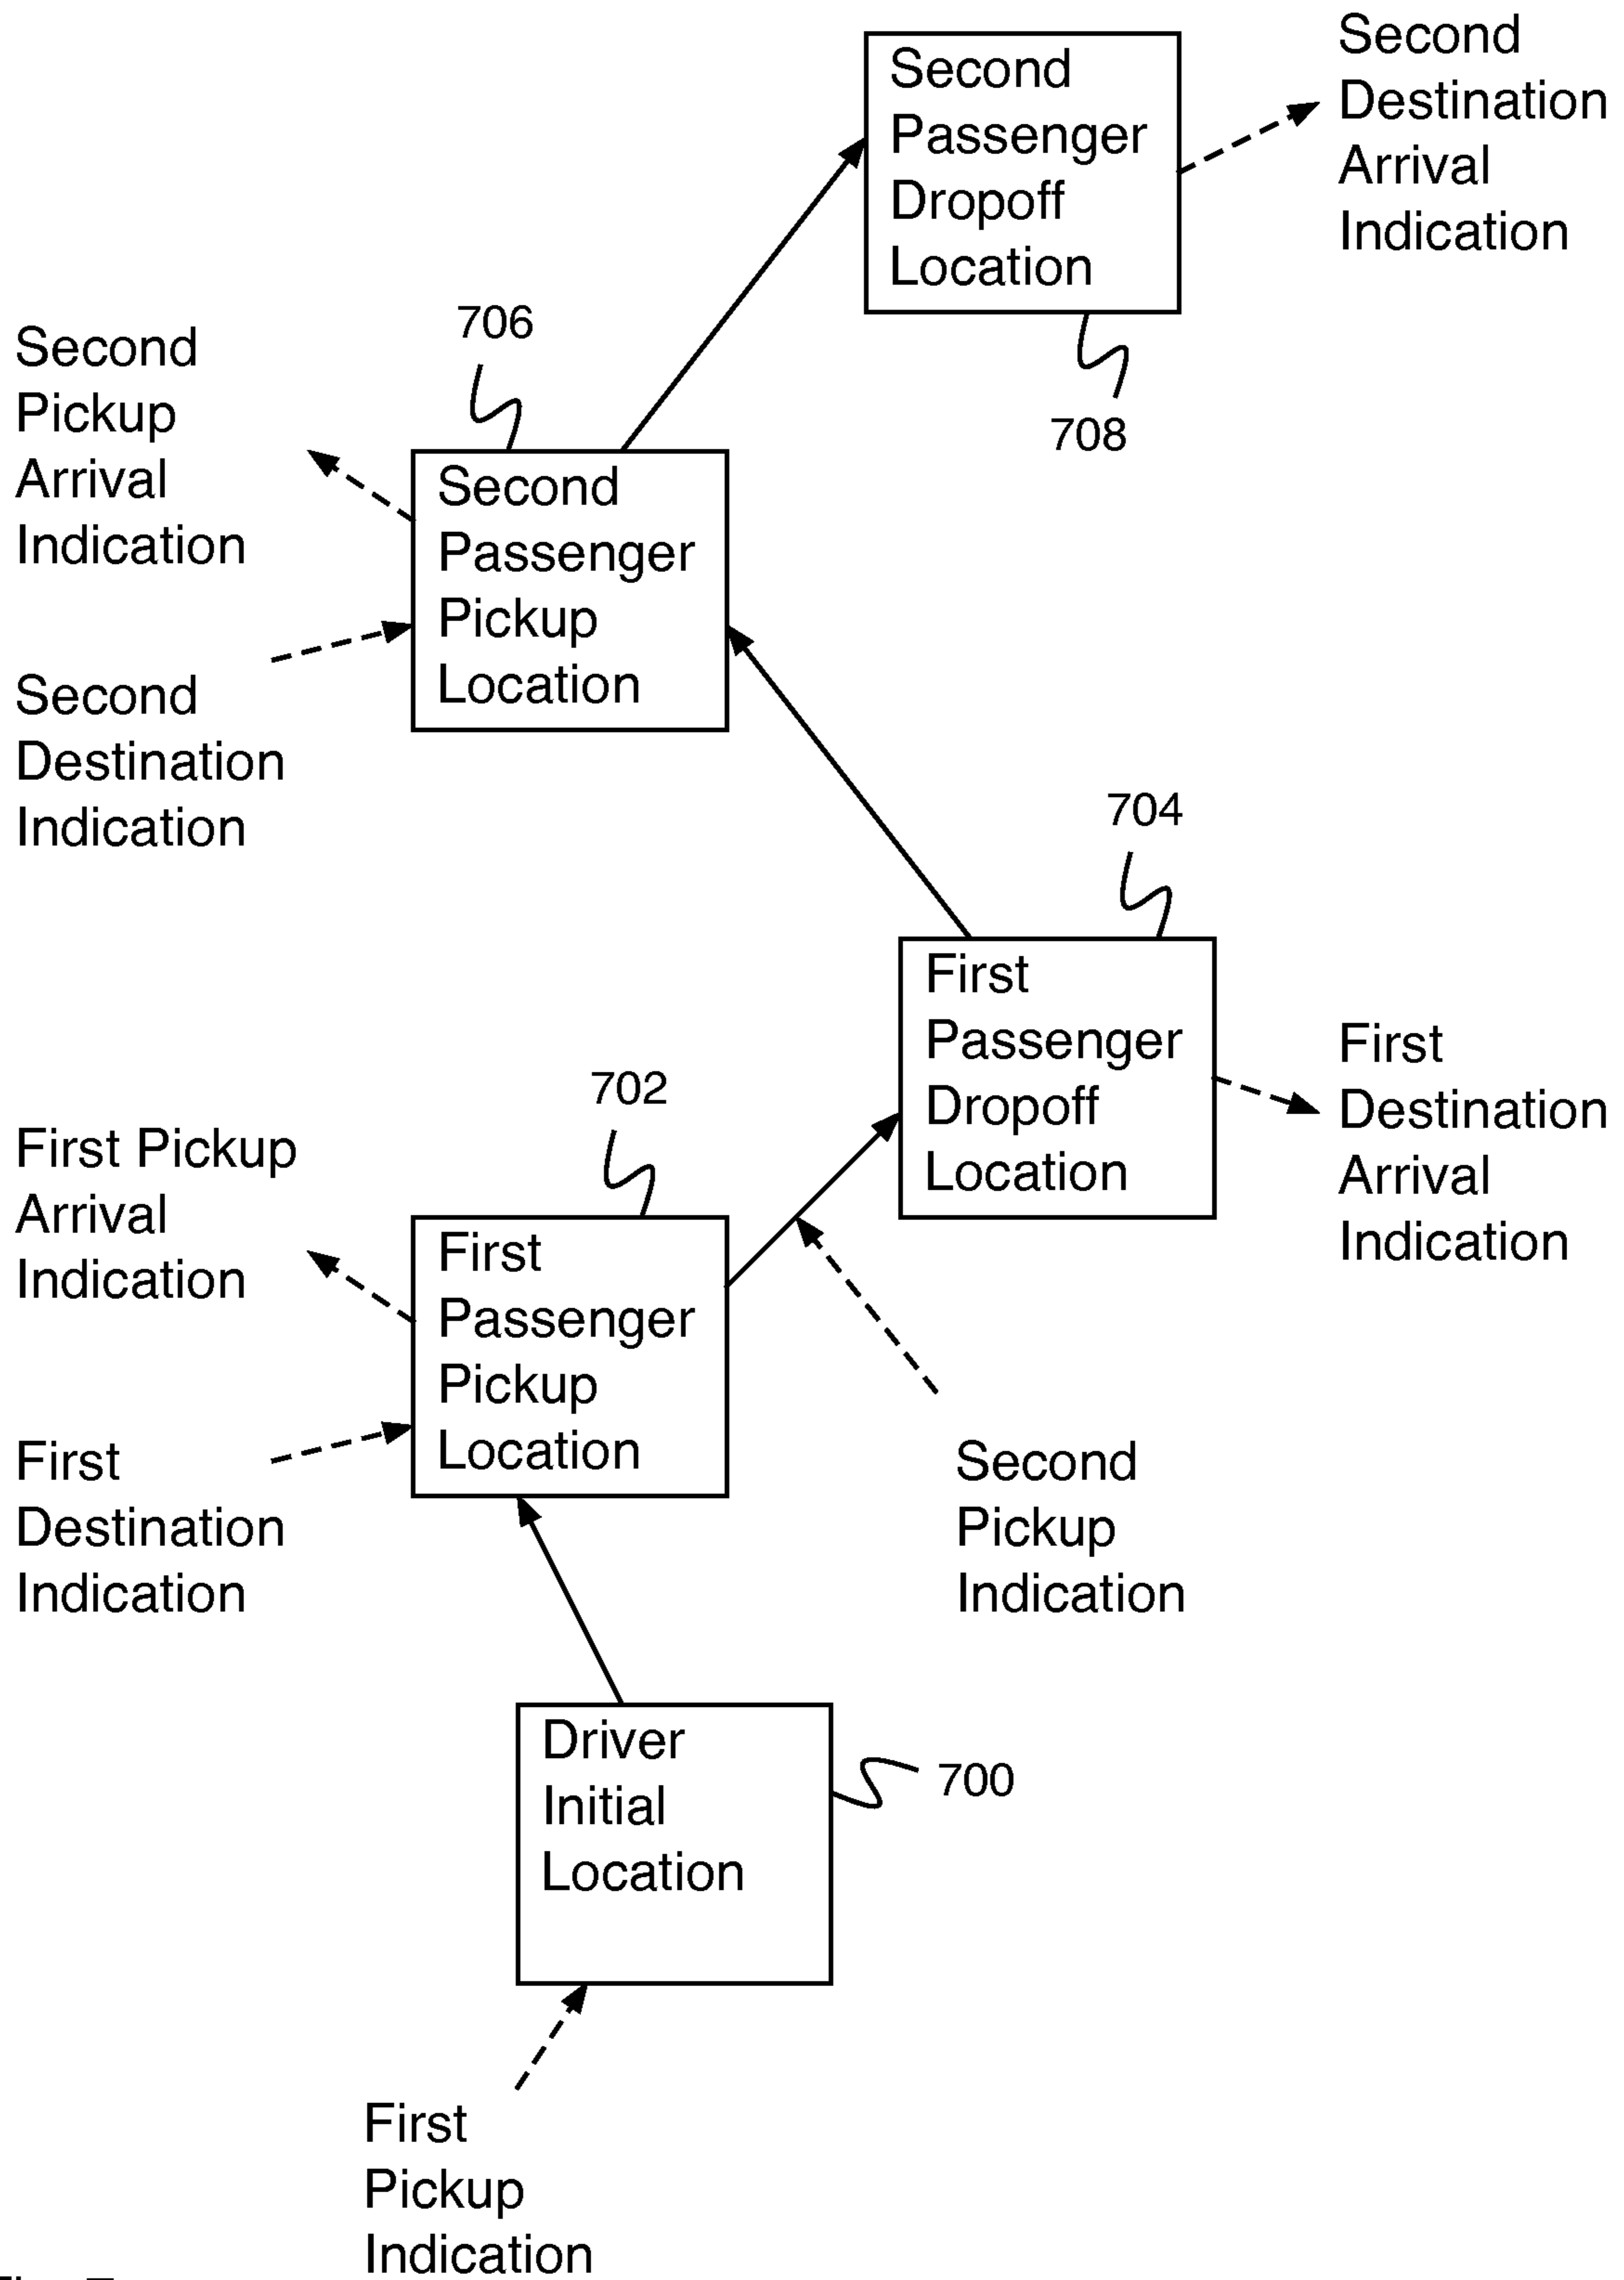 Second
Destination
Arrival
Indication
Second
Passenger
Dropoff
Location
708
706
Second
Pickup
Arrival
Indication
Second
Passenger
Pickup
Location
Second
Destination
Indication
704
First
Passenger
Dropoff
Location
First
Destination
Arrival
Indication
702
First Pickup
Arrival
Indication
First
Passenger
Pickup
Location
First
Destination
Indication
Second
Pickup
Indication
Driver
Initial
Location
700
First
Pickup
Indication